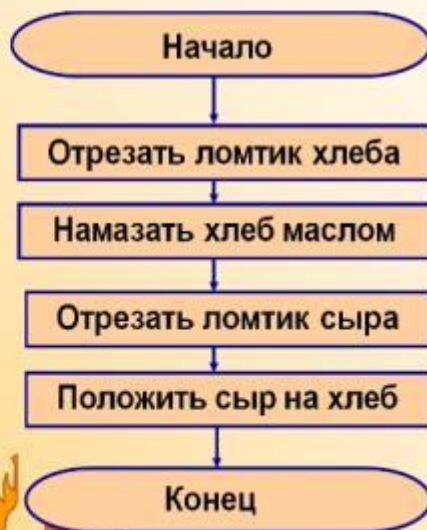 Начало
Отрезать ломтик хлеба
Намазать хлеб маслом
Отрезать ломтик сыра
Положить сыр на хлеб
Конец